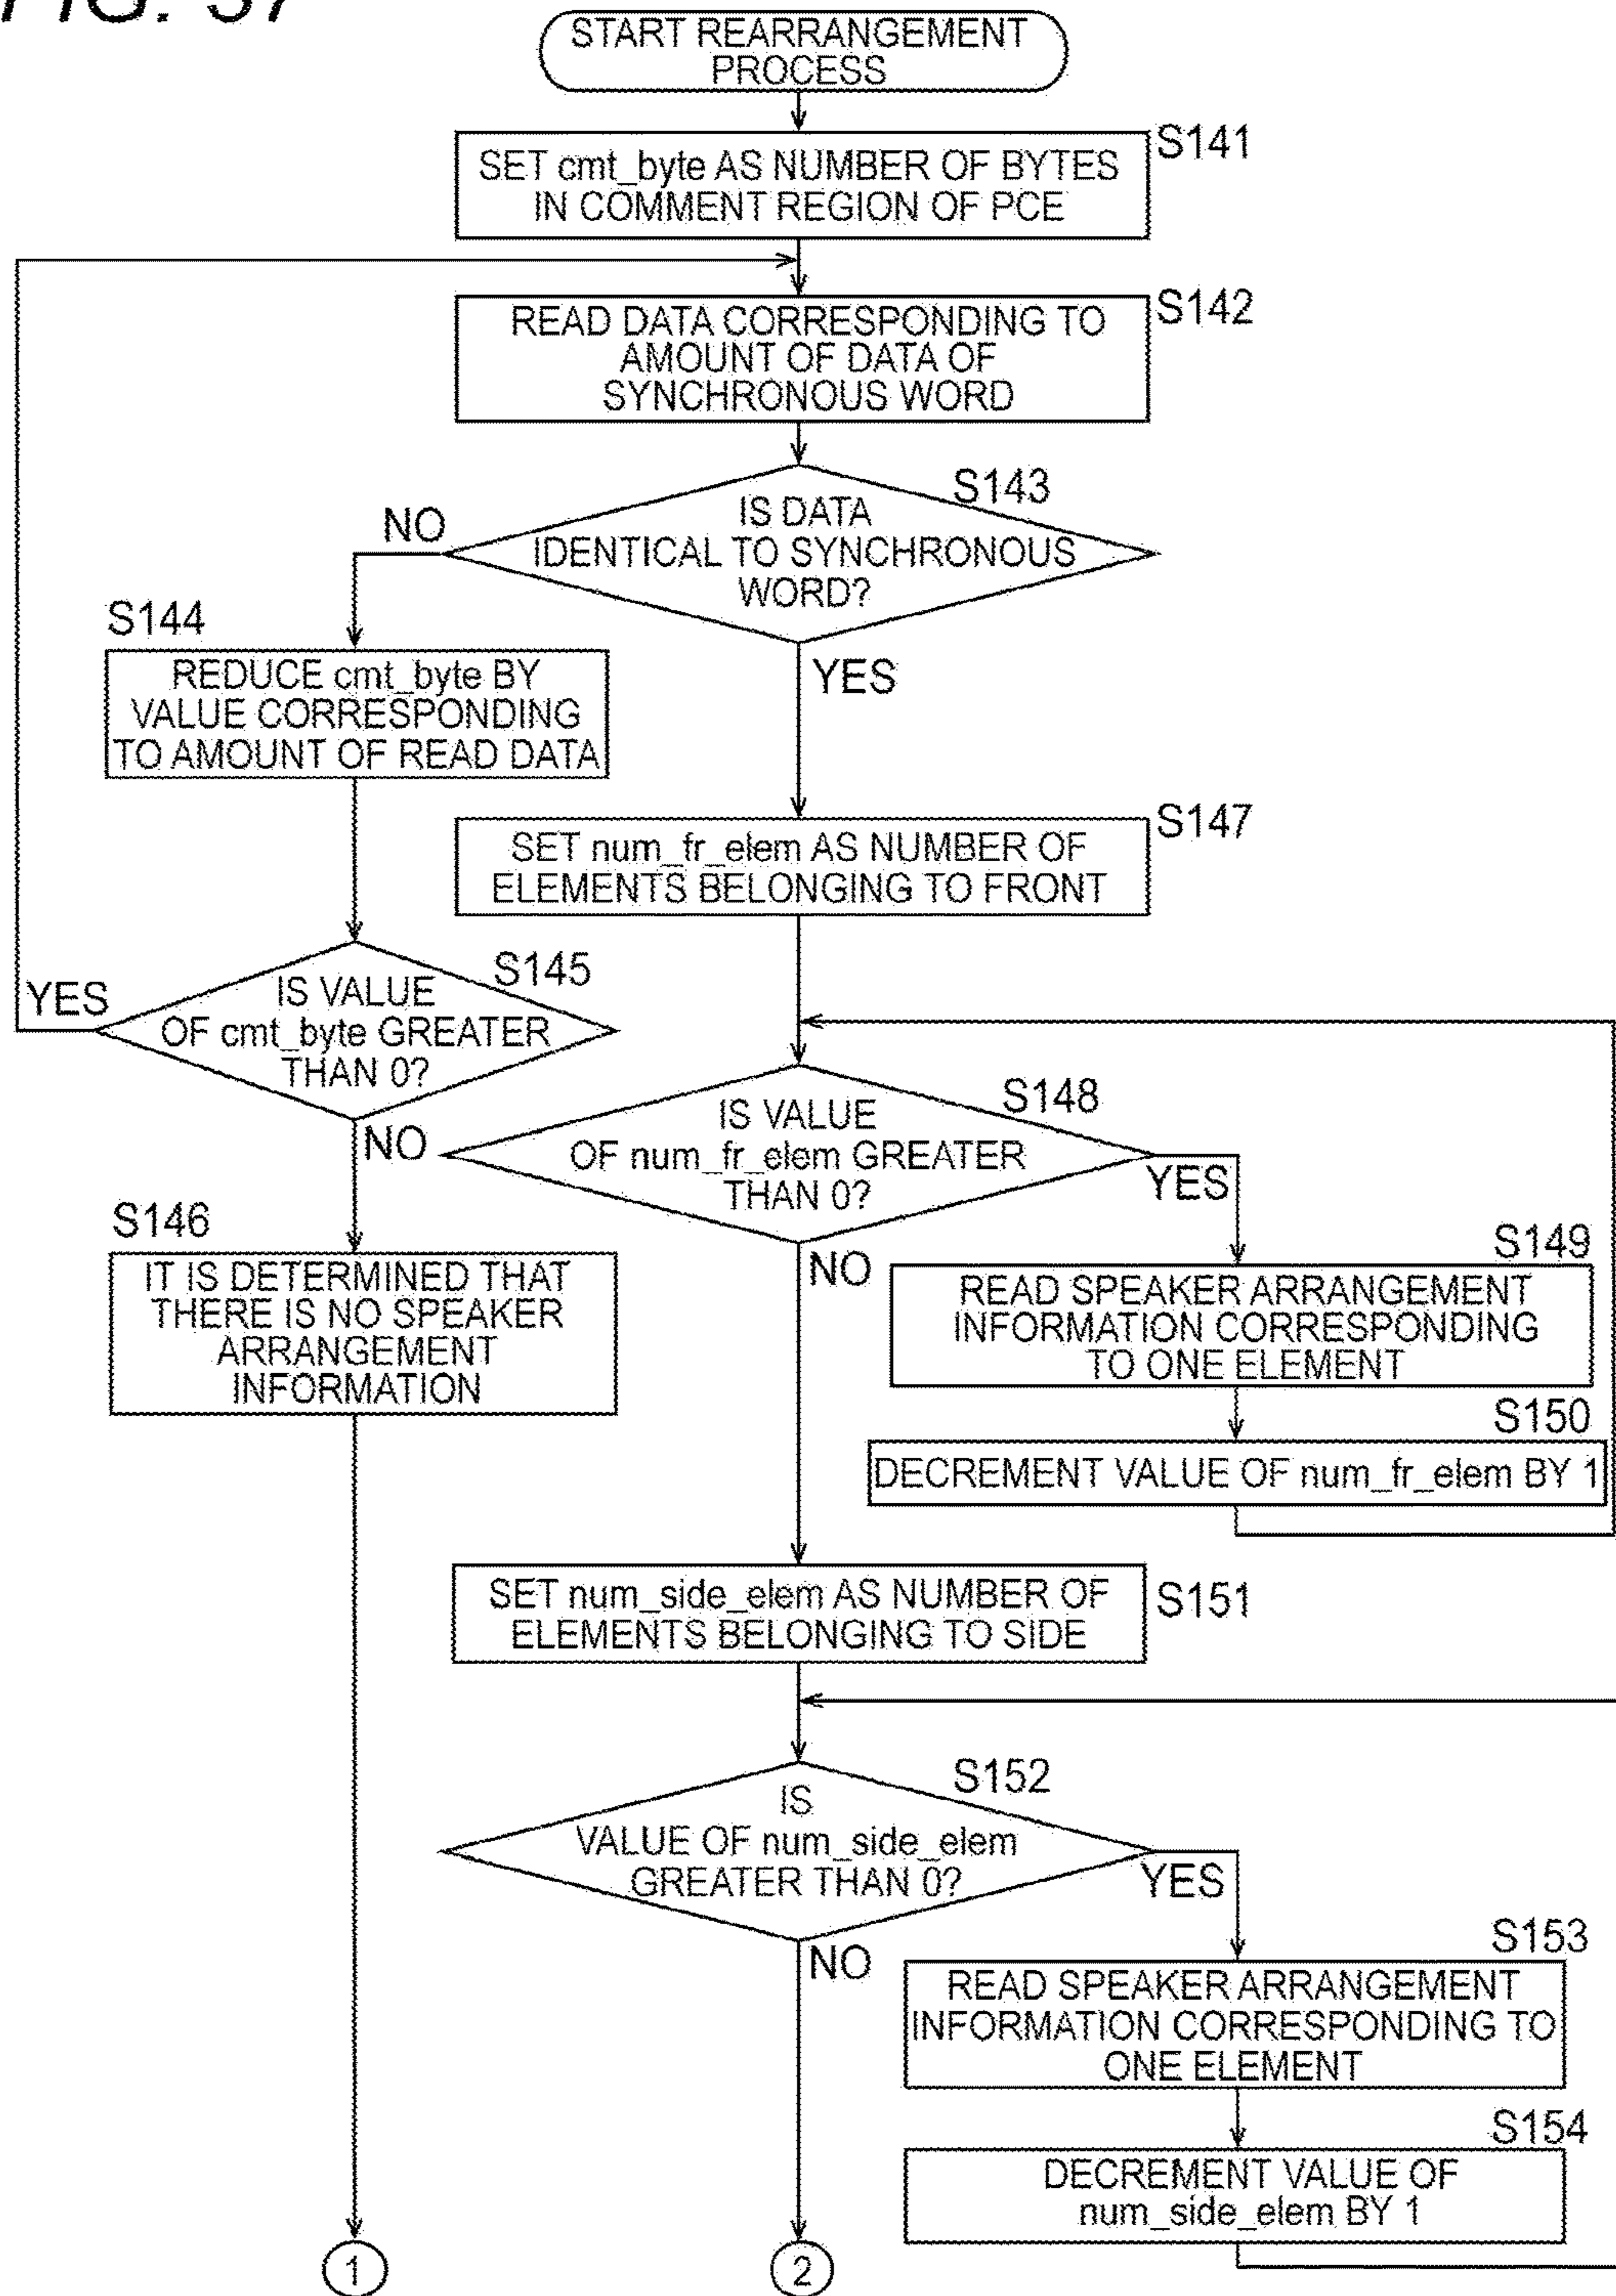 FIG. 37
START REARRANGEMENT
PROCESS
S141
SET cmt_byte AS NUMBER OF BYTES
IN COMMENT REGION OF PCE
S142
READ DATA CORRESPONDING TO
AMOUNT OF DATA OF
SYNCHRONOUS WORD
S143
IS DATA
IDENTICAL TO SYNCHRONOUS
WORD?
NO
YES
S144
REDUCE cmt_byte BY
VALUE CORRESPONDING
TO AMOUNT OF READ DATA
S147
SET num_fr_elem AS NUMBER OF
ELEMENTS BELONGING TO FRONT
S145
IS VALUE
OF cmt_byte GREATER
THAN 0?
YES
NO
S148
IS VALUE
OF num_fr_elem GREATER
THAN 0?
YES
NO
S146
IT IS DETERMINED THAT
THERE IS NO SPEAKER
ARRANGEMENT
INFORMATION
S149
READ SPEAKER ARRANGEMENT
INFORMATION CORRESPONDING
TO ONE ELEMENT
S150
DECREMENT VALUE OF num_fr_elem BY 1
S151
SET num_side_elem AS NUMBER OF
ELEMENTS BELONGING TO SIDE
S152
IS
VALUE OF num_side_elem
GREATER THAN 0?
YES
NO
S153
READ SPEAKER ARRANGEMENT
INFORMATION CORRESPONDING TO
ONE ELEMENT
S154
DECREMENT VALUE OF
num_side_elem BY 1
1
2